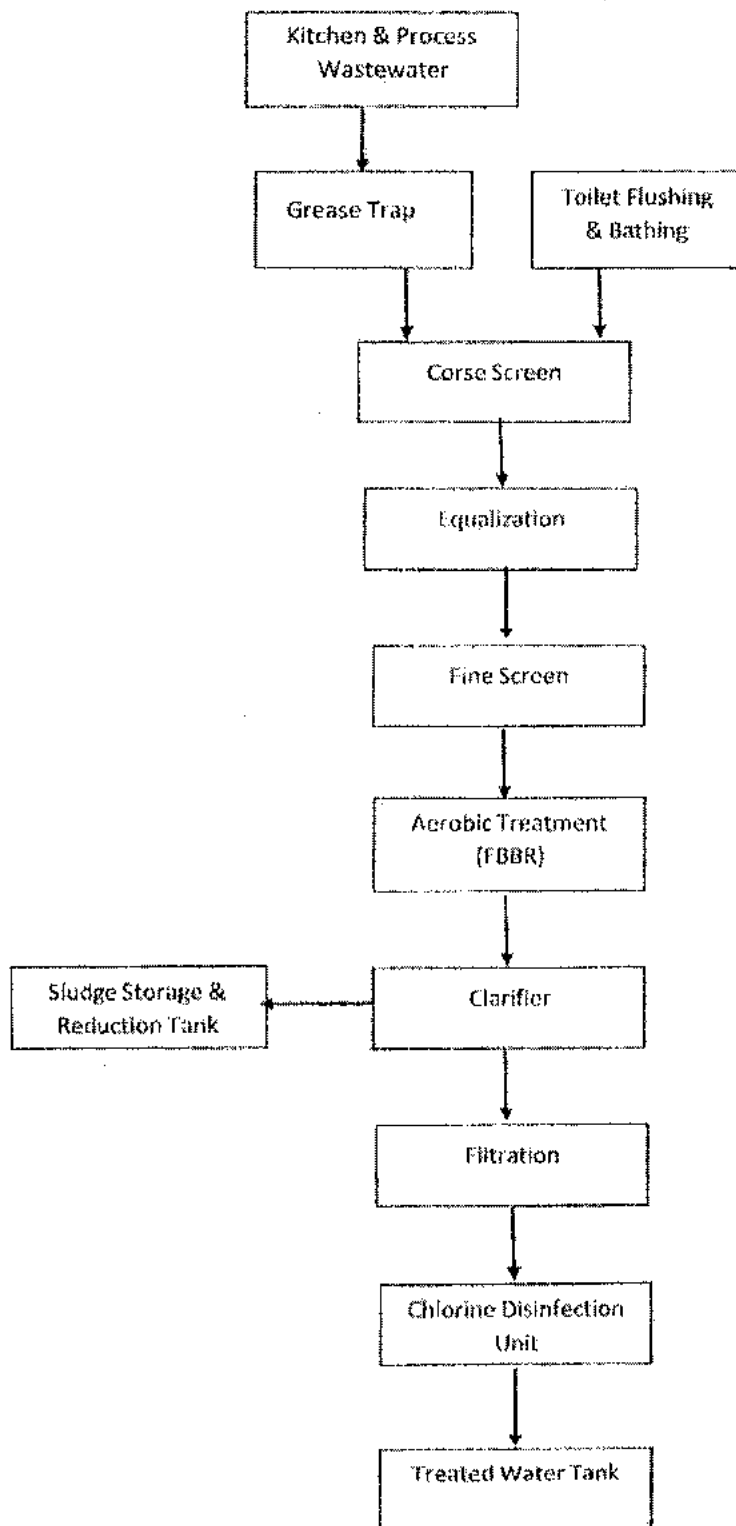 Kitchen & Process
Wastewater
Grease Trap
Toilet Flushing
& Bathing
Corse Screen
Equalization
Fine Screen
Aerobic Treatment
(FBBR)
Sludge Storage &
Reduction Tank
Clarifier
Filtration
Chlorine Disinfection
Unit
Treated Water Tank